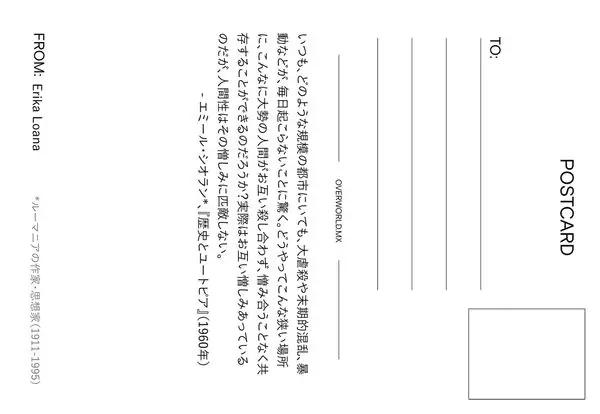 POSTCARD
TO:
OVERWORLD.MX
いつも、どのような規模の都市にいても、大虐殺や末期的混乱、暴
動などが、毎日起こらないことに驚く。どうやってこんな狭い場所
に、こんなに大勢の人間がお互い殺し合わず、憎み合うことなく共
存することができるのだろうか?実際はお互い憎しみあっている
のだが、人間性はその憎しみに匹敵しない。
- エミール・シオラン*、『歴史とユートピア』(1960年)
FROM: Erika Loana
*ルーマニアの作家・思想家(1911-1995)